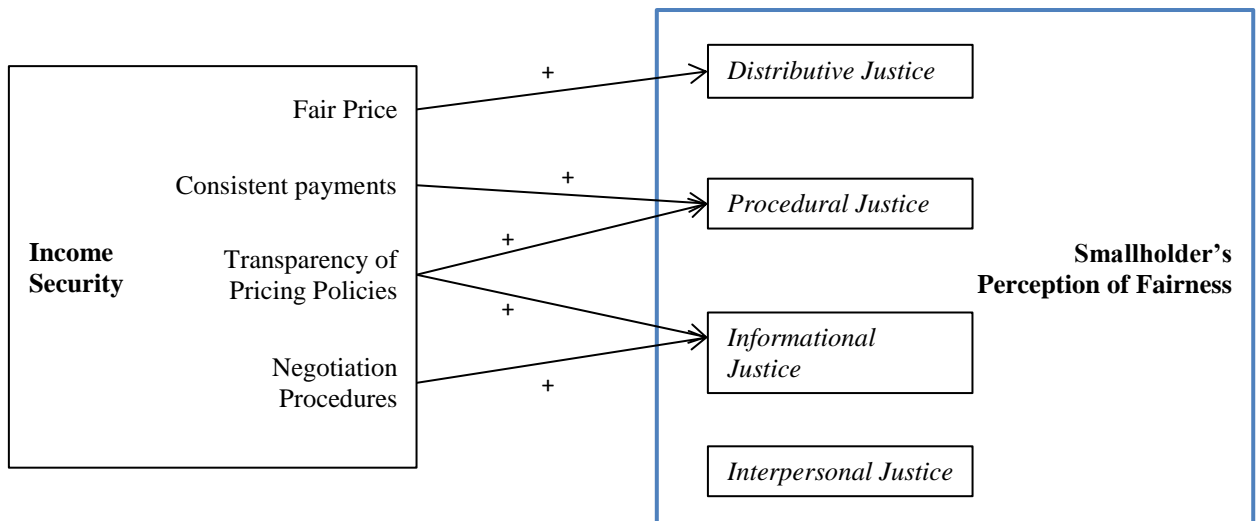 +
Distributive Justice
Fair Price
Consistent payments
+
Procedural Justice
Income
Security
Transparency of
Pricing Policies
+
+
Smallholder’s
Perception of Fairness
Informational
Justice
Negotiation
Procedures
+
Interpersonal Justice